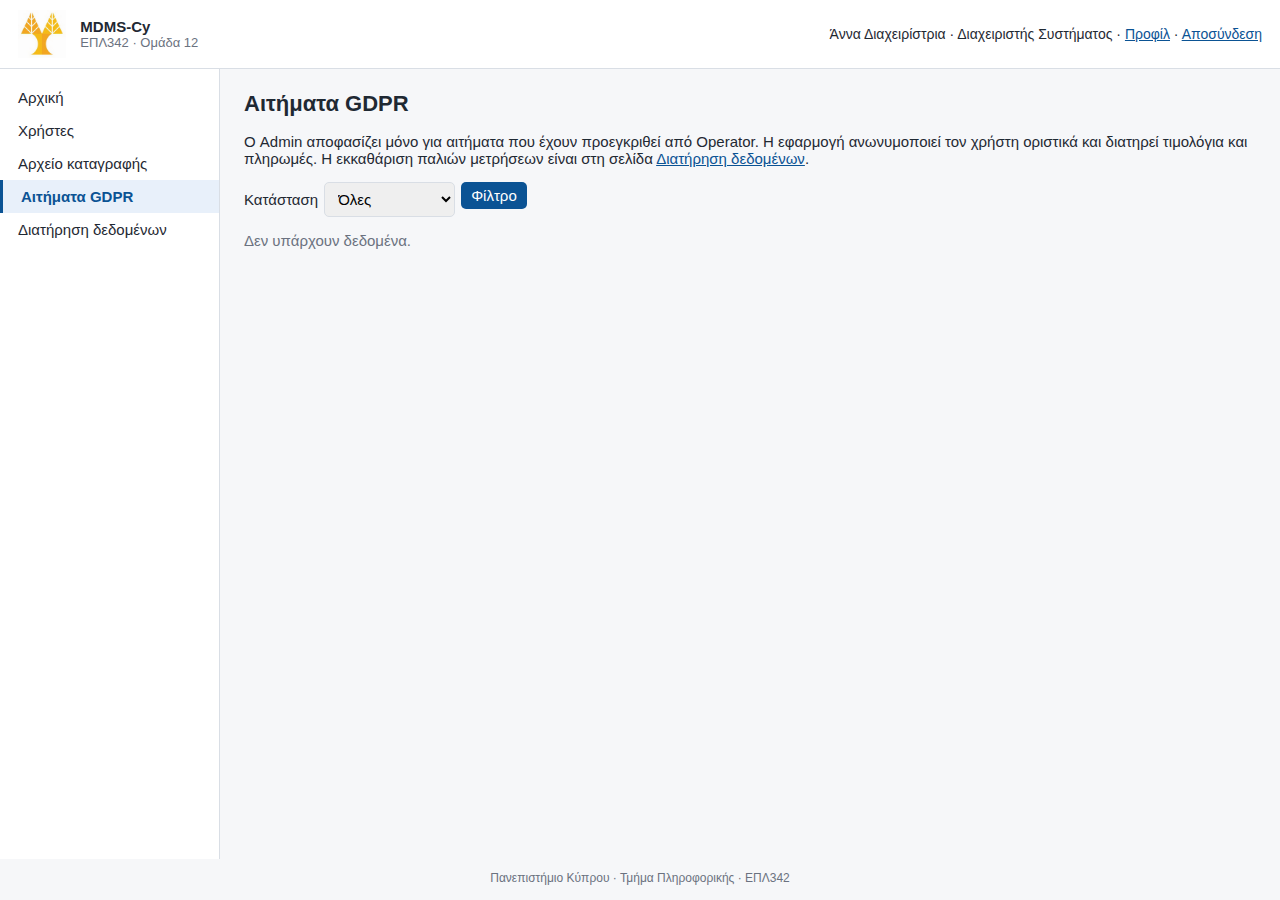 MDMS-Cy
ΕΠΛ342 · Ομάδα 12
Άννα Διαχειρίστρια · Διαχειριστής Συστήματος · Προφίλ · Αποσύνδεση
Αρχική
Χρήστες
Αρχείο καταγραφής
Αιτήματα GDPR
Διατήρηση δεδομένων
Αιτήματα GDPR
Ο Admin αποφασίζει μόνο για αιτήματα που έχουν προεγκριθεί από Operator. Η εφαρμογή ανωνυμοποιεί τον χρήστη οριστικά και διατηρεί τιμολόγια και
πληρωμές. Η εκκαθάριση παλιών μετρήσεων είναι στη σελίδα Διατήρηση δεδομένων.
Κατάσταση Όλες Φίλτρο
Δεν υπάρχουν δεδομένα.
Πανεπιστήμιο Κύπρου · Τμήμα Πληροφορικής · ΕΠΛ342